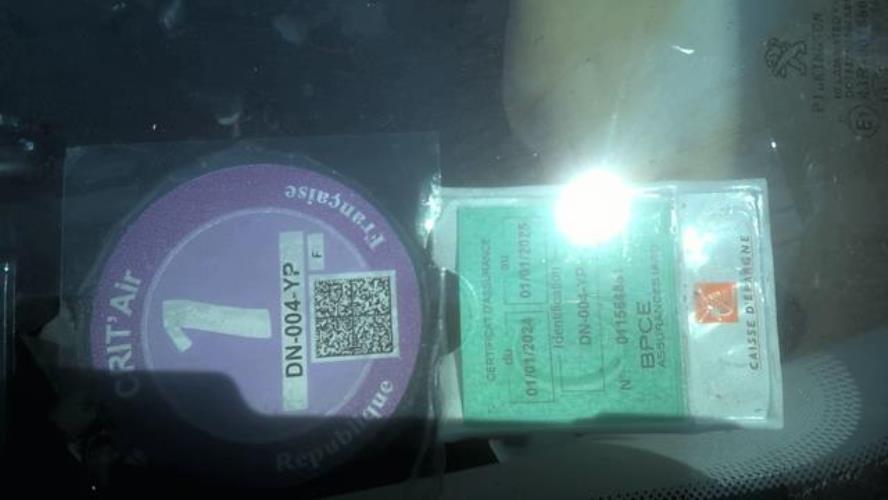 CRIT'Air
1
DN-004-YP
F
République
Française
CERTIFICAT D'ASSURANCE
du
au
01/01/2024
01/01/2025
Identification
DN-004-YP
N°
BPCE
ASSURANCES IARD
CAISSE D'EPARGNE
PILKINGTON